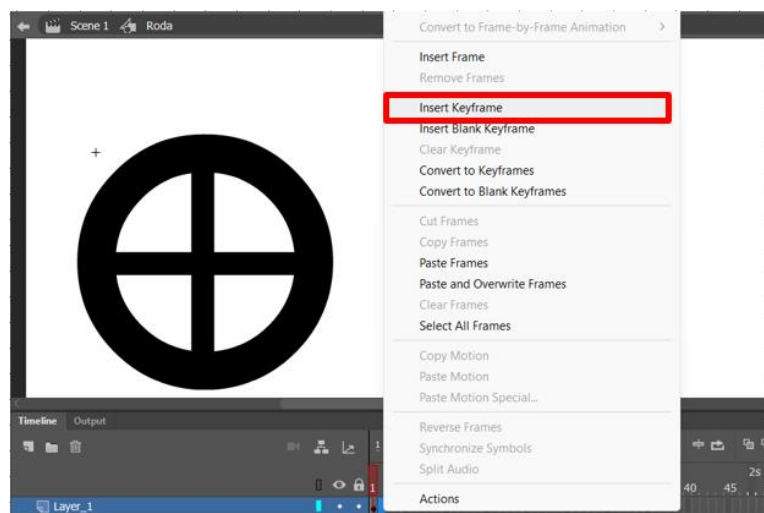 Scene 1 Roda
Convert to Frame-by-Frame Animation
Insert Frame
Remove Frames
Insert Keyframe
Insert Blank Keyframe
Clear Keyframe
Convert to Keyframes
Convert to Blank Keyframes
Cut Frames
Copy Frames
Paste Frames
Paste and Overwrite Frames
Clear Frames
Select All Frames
Copy Motion
Paste Motion
Paste Motion Special...
Reverse Frames
Synchronize Symbols
Split Audio
Actions
Timeline Output
1
2s
1 40 45
Layer_1